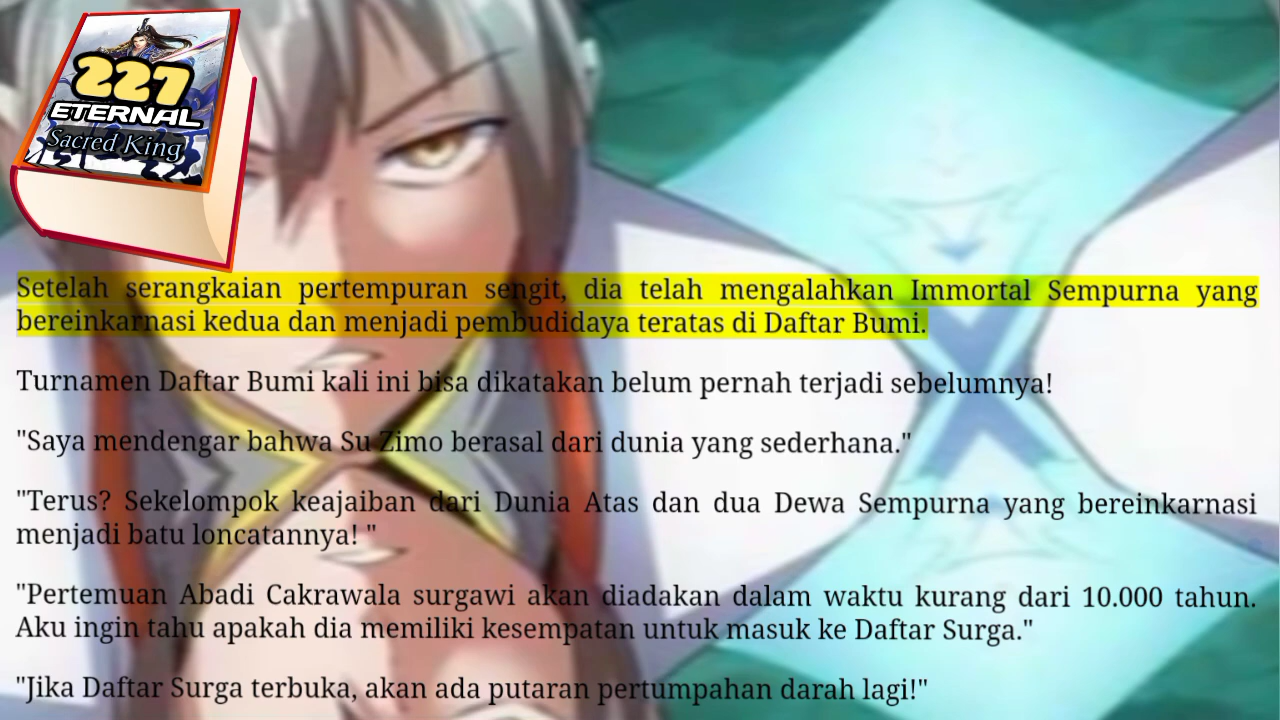 227
ETERNAL
Sacred King
Setelah serangkaian pertempuran sengit, dia telah mengalahkan Immortal Sempurna yang
bereinkarnasi kedua dan menjadi pembudidaya teratas di Daftar Bumi.
Turnamen Daftar Bumi kali ini bisa dikatakan belum pernah terjadi sebelumnya!
"Saya mendengar bahwa Su Zimo berasal dari dunia yang sederhana."
"Terus? Sekelompok keajaiban dari Dunia Atas dan dua Dewa Sempurna yang bereinkarnasi
menjadi batu loncatannya! "
"Pertemuan Abadi Cakrawala surgawi akan diadakan dalam waktu kurang dari 10.000 tahun.
Aku ingin tahu apakah dia memiliki kesempatan untuk masuk ke Daftar Surga."
"Jika Daftar Surga terbuka, akan ada putaran pertumpahan darah lagi!"